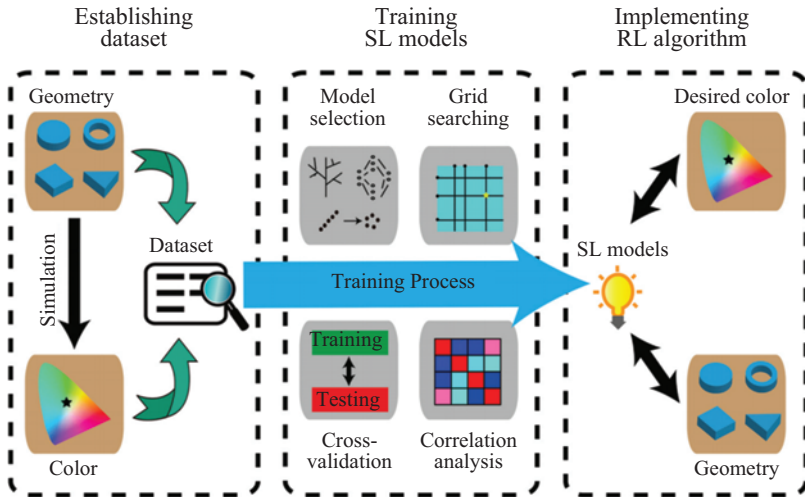 Establishing
dataset
Training
SL models
Implementing
RL algorithm
Geometry
Simulation
Dataset
Color
Model
selection
Grid
searching
Training Process
Training
Testing
Cross-
validation
Correlation
analysis
Desired color
SL models
Geometry